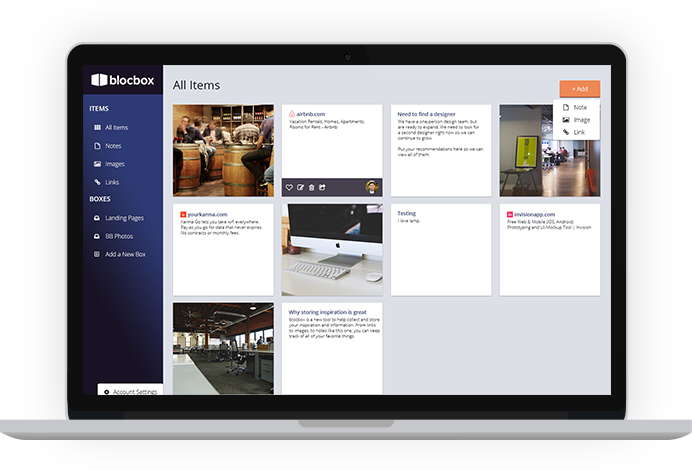 blocbox
All Items
+ Add
Note
Image
Link
ITEMS
All Items
Notes
Images
Links
BOXES
Landing Pages
BB Photos
Add a New Box
Account Settings
airbnb.com
Vacation Rentals, Homes, Apartments,
Rooms for Rent - Airbnb
Need to find a designer
We have a one-person design team, but
are ready to expand. We need to look for
a second designer right now so we can
continue to grow.
Put your recommendations here so we can
view all of them.
yourkarma.com
Karma Go lets you take wifi everywhere.
Pay as you go for data that never expires.
No contracts or monthly fees.
Testing
I love lamp.
invisionapp.com
Free Web & Mobile (iOS, Android)
Prototyping and UI Mockup Tool | InVision
Why storing inspiration is great
blocbox is a new tool to help collect and store
your inspiration and information. From links
to images, to notes like this one, you can keep
track of all of your favorite things.